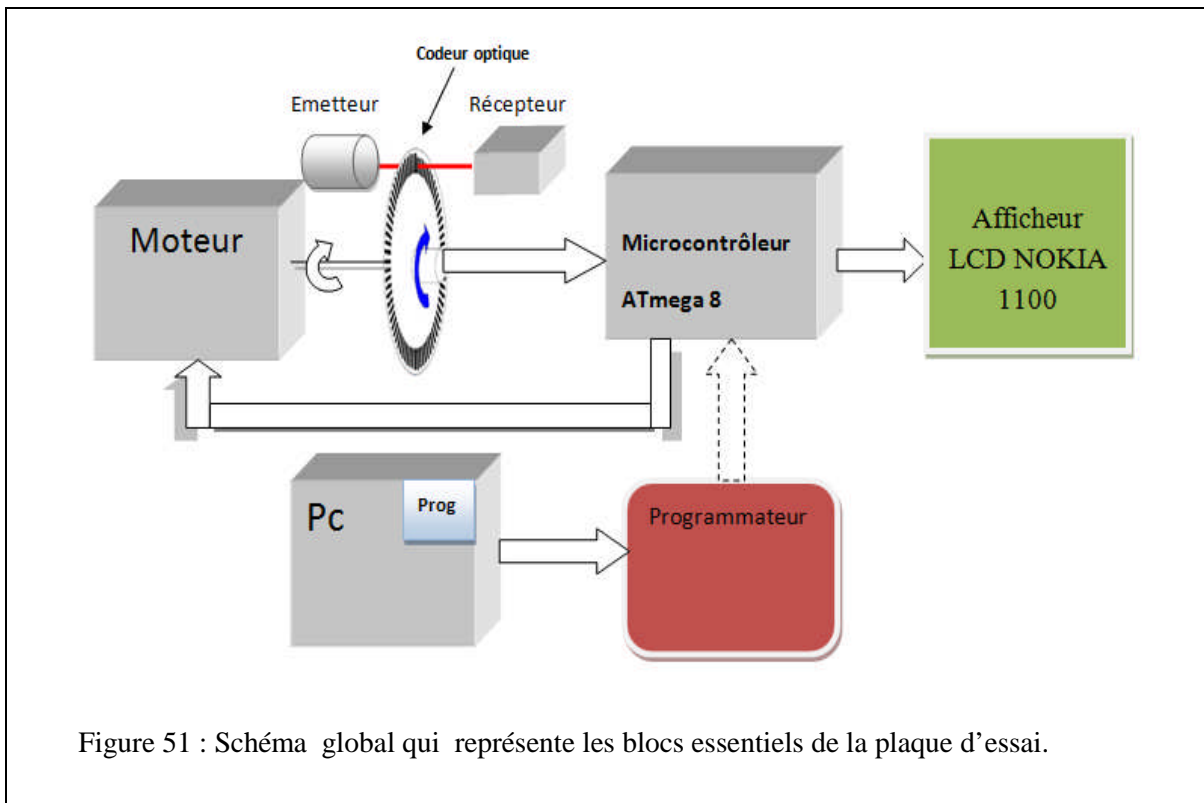 Codeur optique
Emetteur
Récepteur
Moteur
Microcontrôleur
ATmega 8
Afficheur
LCD NOKIA
1100
Pc
Prog
Programmateur
Figure 51 : Schéma global qui représente les blocs essentiels de la plaque d’essai.